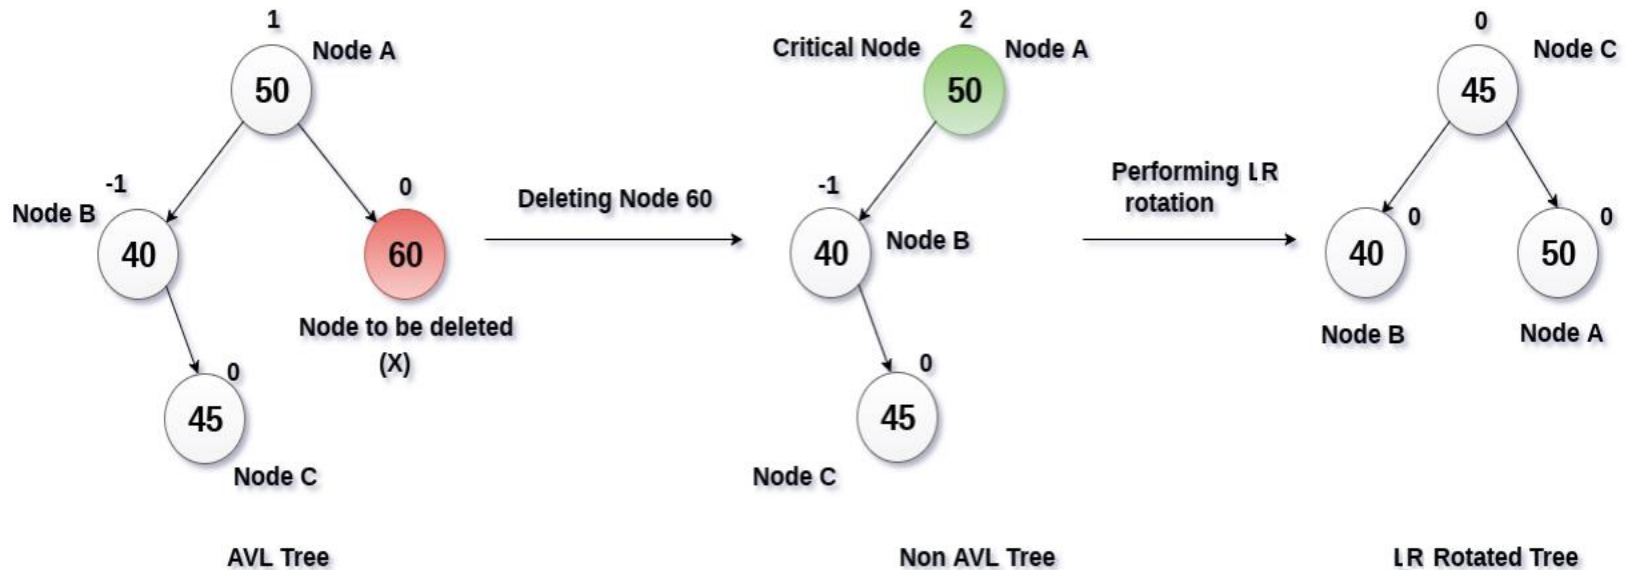 1
Node A
50
-1
0
Node B
40
60
Node to be deleted
(X)
0
45
Node C
AVL Tree
Deleting Node 60
2
Critical Node
Node A
50
-1
40
Node B
0
45
Node C
Non AVL Tree
Performing LR
rotation
0
Node C
45
0
0
40
50
Node B
Node A
LR Rotated Tree